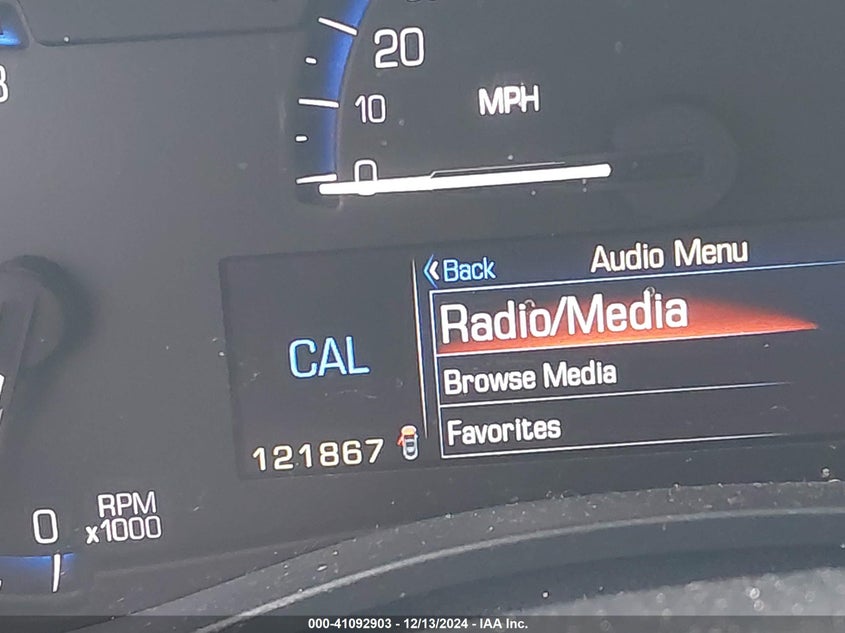 20
10
MPH
0
Back
Audio Menu
Radio/Media
CAL
Browse Media
Favorites
121867
0
RPM
x1000
000-41092903 - 12/13/2024 - IAA Inc.